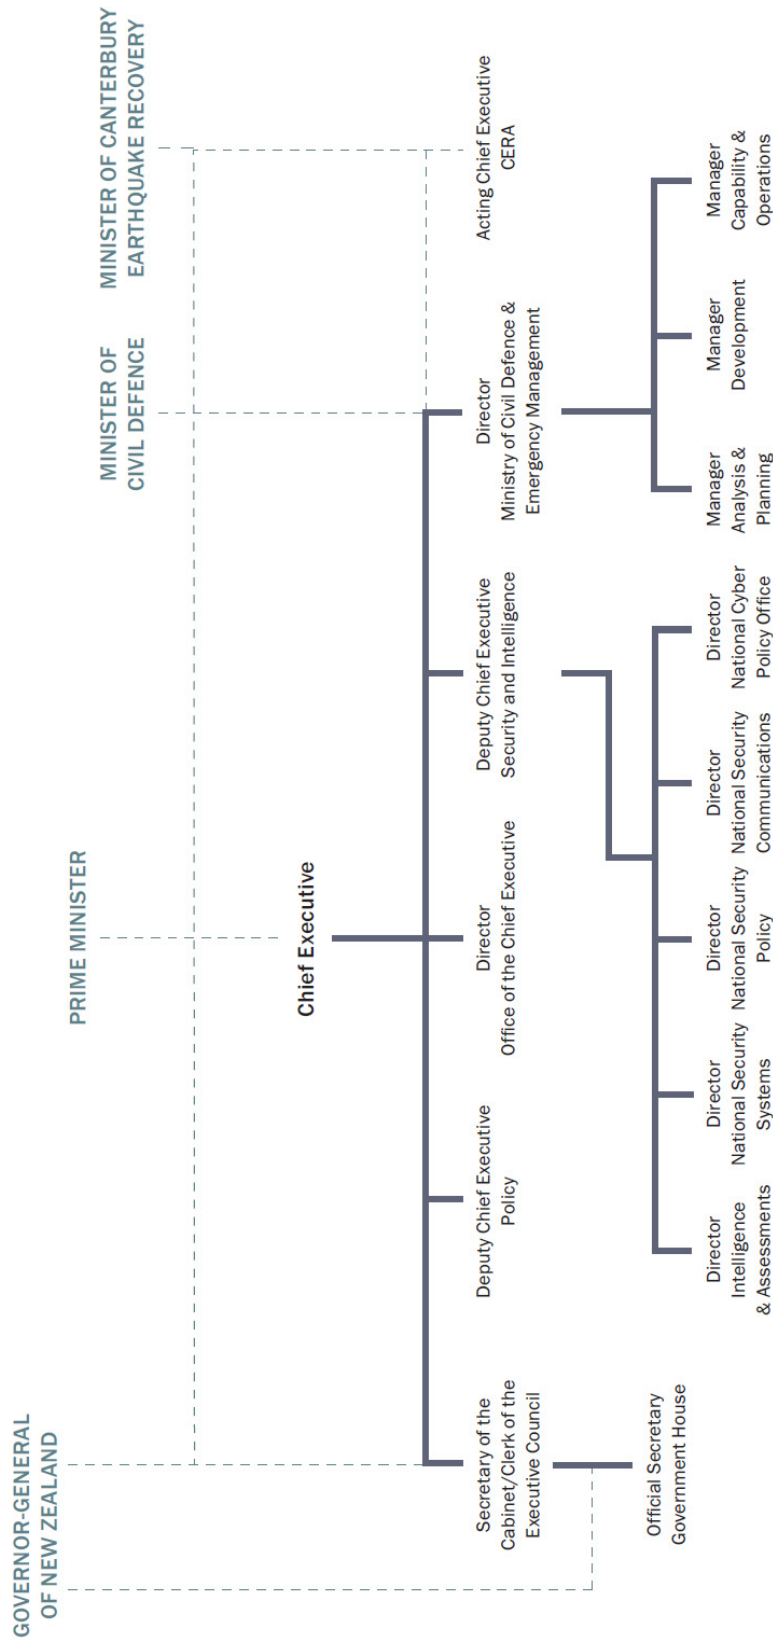 GOVERNOR-GENERAL
OF NEW ZEALAND
PRIME MINISTER
MINISTER OF
CIVIL DEFENCE
MINISTER OF CANTERBURY
EARTHQUAKE RECOVERY
Chief Executive
Secretary of the
Cabinet/Clerk of the
Executive Council
Deputy Chief Executive
Policy
Director
Office of the Chief Executive
Deputy Chief Executive
Security and Intelligence
Director
Ministry of Civil Defence &
Emergency Management
Acting Chief Executive
CERA
Official Secretary
Government House
Director
Intelligence
& Assessments
Director
National Security
Systems
Director
National Security
Policy
Director
National Security
Communications
Director
National Cyber
Policy Office
Manager
Analysis &
Planning
Manager
Development
Manager
Capability &
Operations